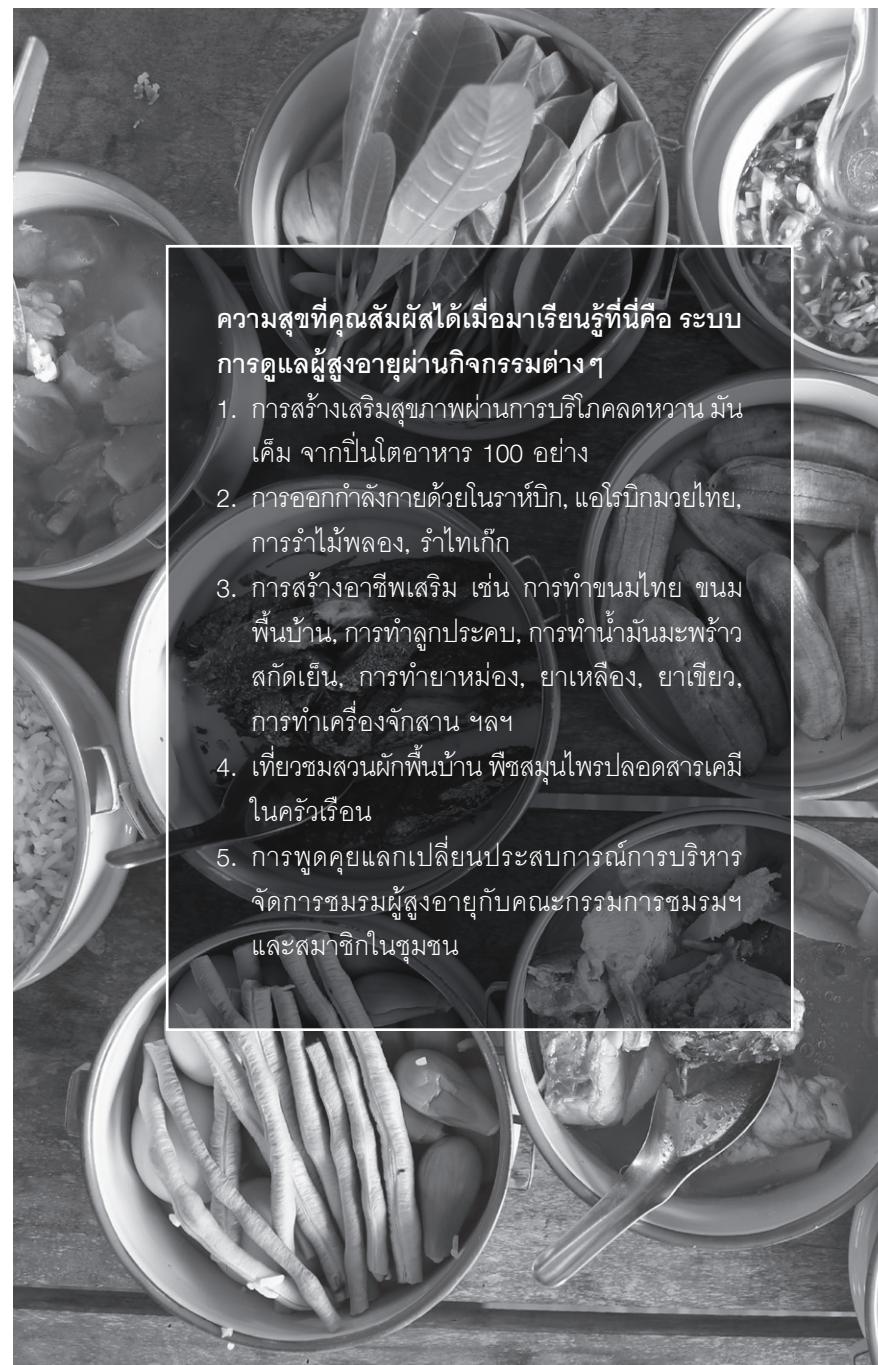 ความสุขที่คุณสัมผัสได้เมื่อมาเรียนรู้ที่นี่คือ ระบบ
การดูแลผู้สูงอายุผ่านกิจกรรมต่างๆ
1. การสร้างเสริมสุขภาพผ่านการบริโภคลดหวาน มัน
เค็ม จากปิ่นโตอาหาร 100 อย่าง
2. การออกกำลังกายด้วยโนราห์บิก, แอโรบิกมวยไทย,
การรำไม้พลอง, รำไทเก๊ก
3. การสร้างอาชีพเสริม เช่น การทำขนมไทย ขนม
พื้นบ้าน, การทำลูกประคบ, การทำน้ำมันมะพร้าว
สกัดเย็น, การทำยาหม่อง, ยาเหลือง, ยาเขียว,
การทำเครื่องจักสาน ฯลฯ
4. เที่ยวชมสวนผักพื้นบ้าน พืชสมุนไพรปลอดสารเคมี
ในครัวเรือน
5. การพูดคุยแลกเปลี่ยนประสบการณ์การบริหาร
จัดการชมรมผู้สูงอายุกับคณะกรรมการชมรมฯ
และสมาชิกในชุมชน